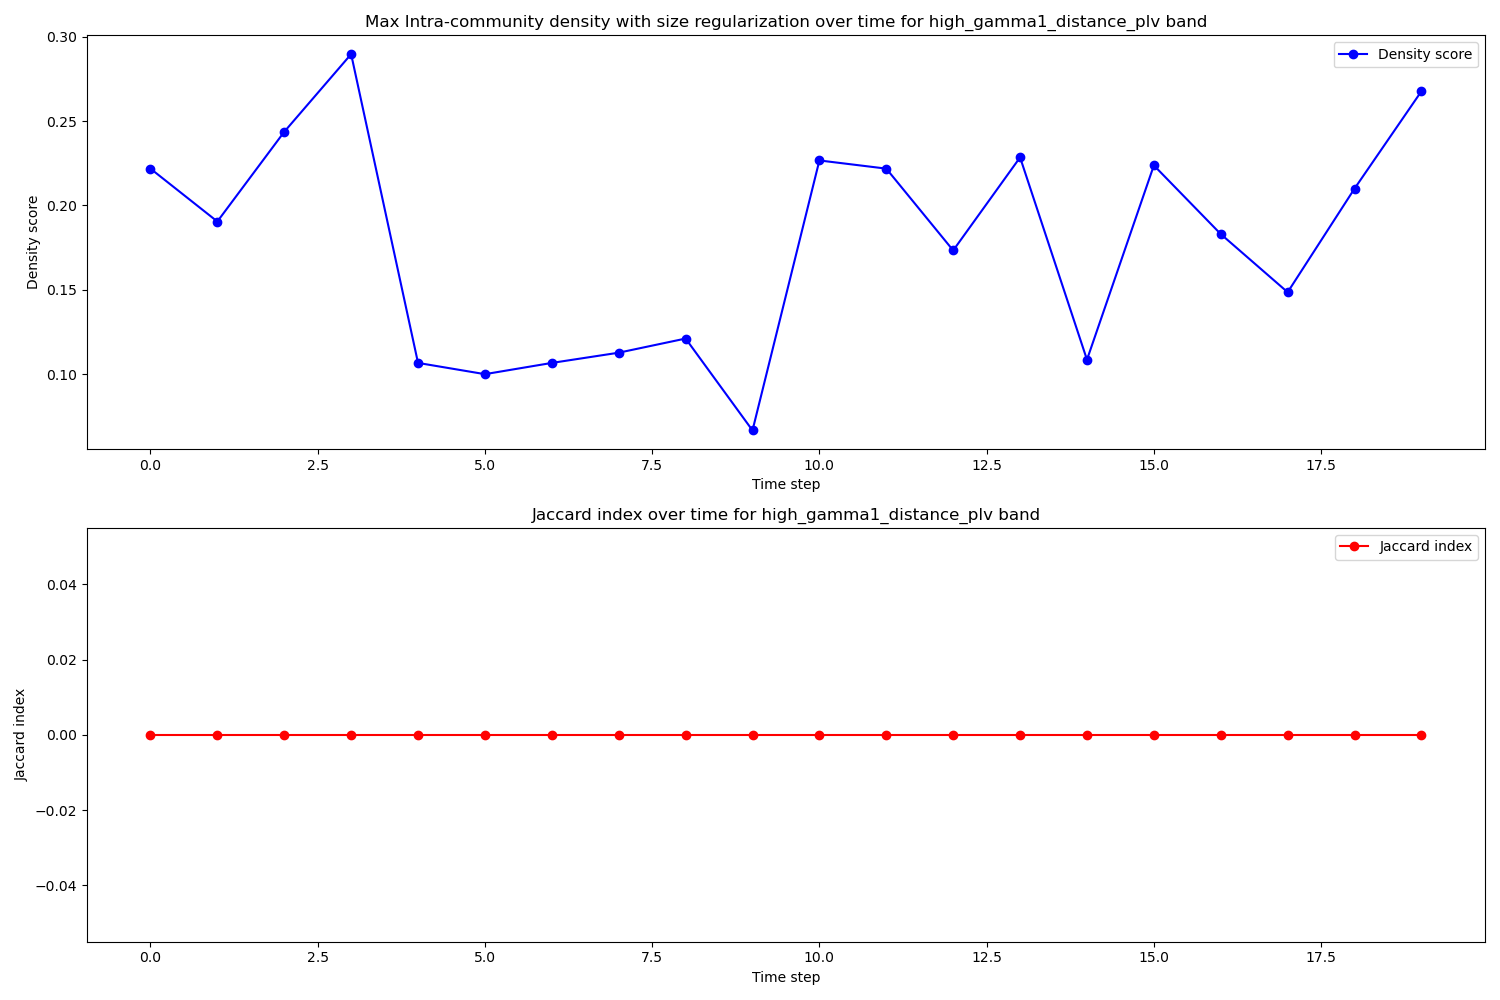 Max Intra-community density with size regularization over time for high_gamma1_distance_plv band
Density score
0.30
0.25
0.20
0.15
0.10
Density score
0.0 2.5 5.0 7.5 10.0 12.5 15.0 17.5
Time step
Jaccard index over time for high_gamma1_distance_plv band
Jaccard index
0.04
0.02
0.00
−0.02
−0.04
Jaccard index
0.0 2.5 5.0 7.5 10.0 12.5 15.0 17.5
Time step